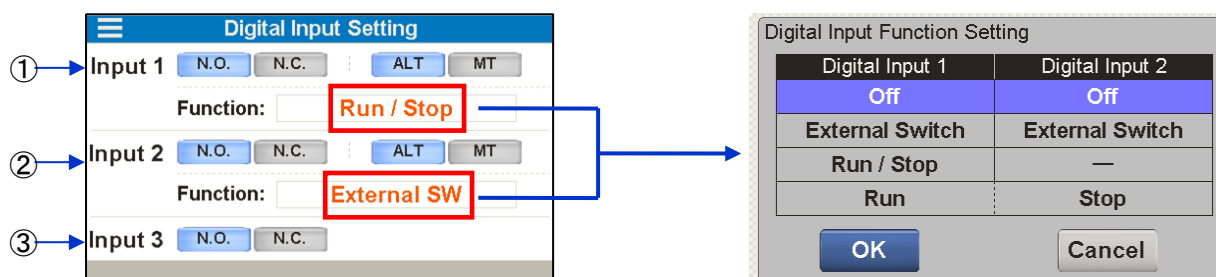 Digital Input Setting
① Input 1 N.O. N.C. ALT MT
Function: Run / Stop
② Input 2 N.O. N.C. ALT MT
Function: External SW
③ Input 3 N.O. N.C.
Digital Input Function Setting
Digital Input 1 Digital Input 2
Off Off
External Switch External Switch
Run / Stop —
Run Stop
OK Cancel